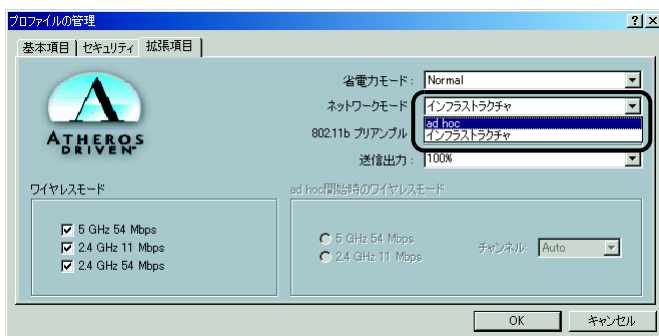 プロファイルの管理
基本項目 セキュリティ 拡張項目
ATHEROS
DRIVEN
省電力モード: Normal
ネットワークモード インフラストラクチャ
ad hoc
インフラストラクチャ
802.11b プリアンブル
送信出力: 100%
ワイヤレスモード
5 GHz 54 Mbps
2.4 GHz 11 Mbps
2.4 GHz 54 Mbps
ad hoc開始時のワイヤレスモード
5 GHz 54 Mbps
2.4 GHz 11 Mbps
チャンネル: Auto
OK キャンセル